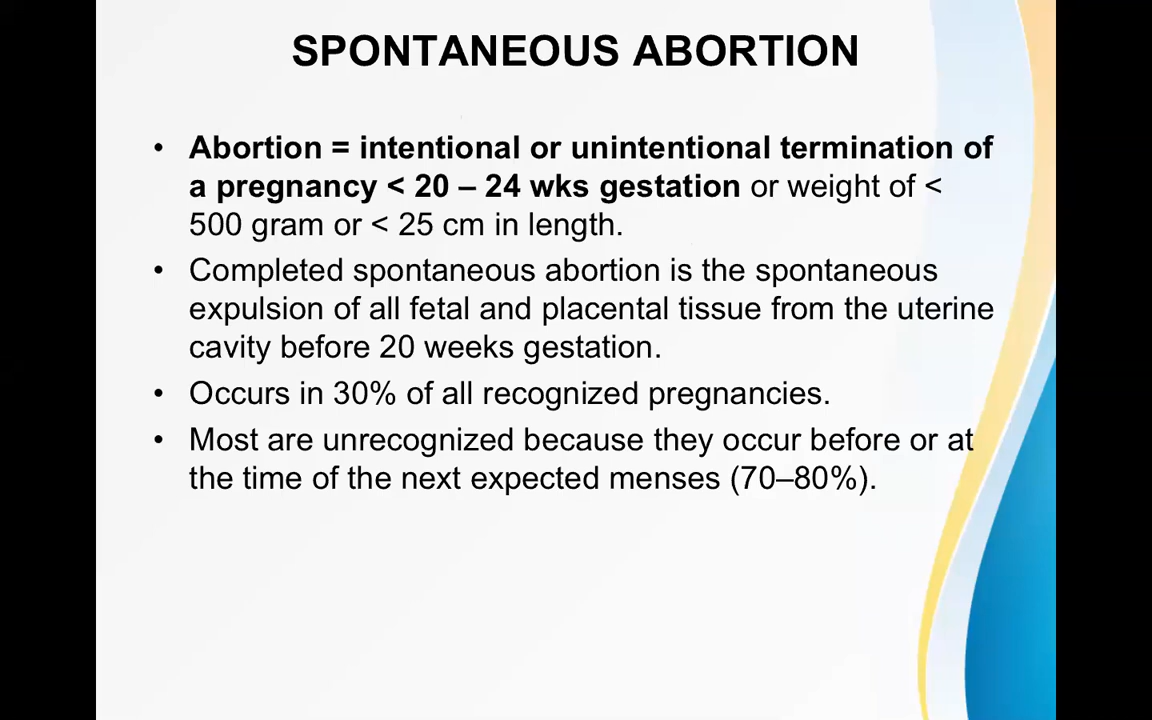 SPONTANEOUS ABORTION
• Abortion = intentional or unintentional termination of
a pregnancy < 20 – 24 wks gestation or weight of <
500 gram or < 25 cm in length.
• Completed spontaneous abortion is the spontaneous
expulsion of all fetal and placental tissue from the uterine
cavity before 20 weeks gestation.
• Occurs in 30% of all recognized pregnancies.
• Most are unrecognized because they occur before or at
the time of the next expected menses (70–80%).